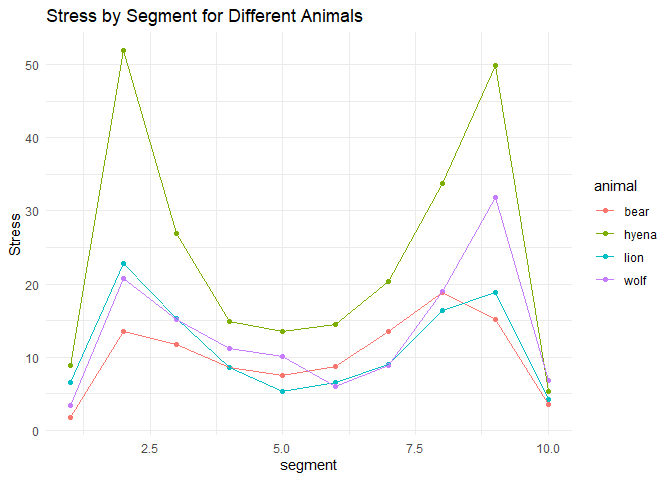 Stress by Segment for Different Animals
50
40
30
20
10
0
Stress
2.5
5.0
7.5
10.0
segment
animal
bear
hyena
lion
wolf